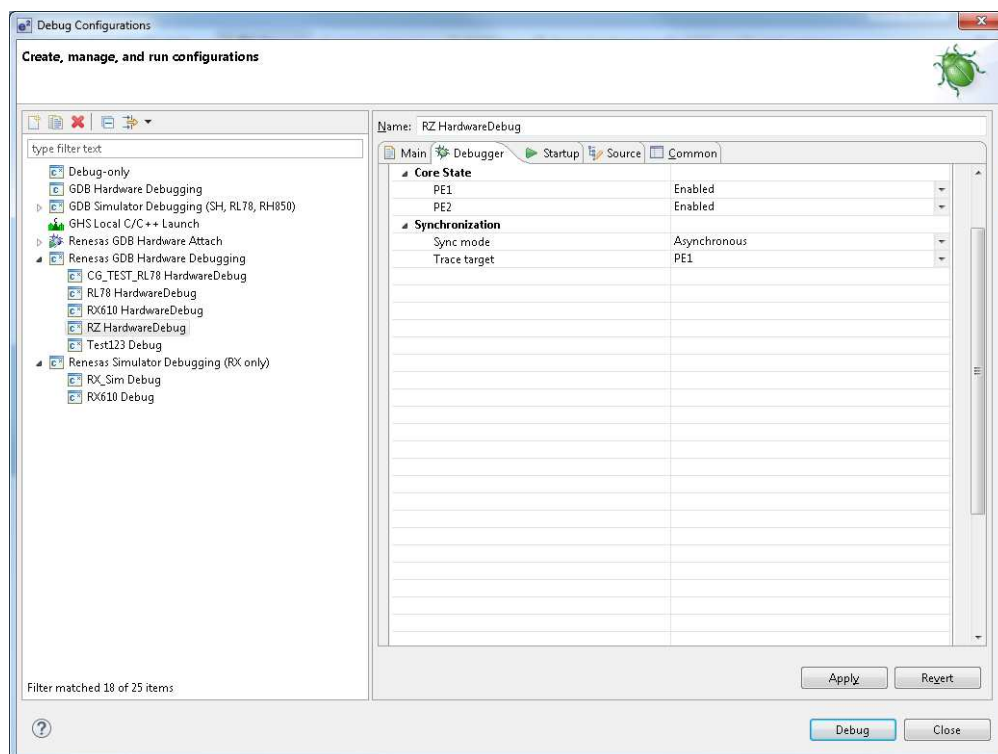 e² Debug Configurations
Create, manage, and run configurations
type filter text
Debug-only
GDB Hardware Debugging
GDB Simulator Debugging (SH, RL78, RH850)
GHS Local C/C++ Launch
Renesas GDB Hardware Attach
Renesas GDB Hardware Debugging
CG_TEST_RL78 HardwareDebug
RL78 HardwareDebug
RX610 HardwareDebug
RZ HardwareDebug
Test123 Debug
Renesas Simulator Debugging (RX only)
RX_Sim Debug
RX610 Debug
Filter matched 18 of 25 items
Name: RZ HardwareDebug
Main Debugger Startup Source Common
Core State
PE1 Enabled
PE2 Enabled
Synchronization
Sync mode Asynchronous
Trace target PE1
Apply Revert
? Debug Close